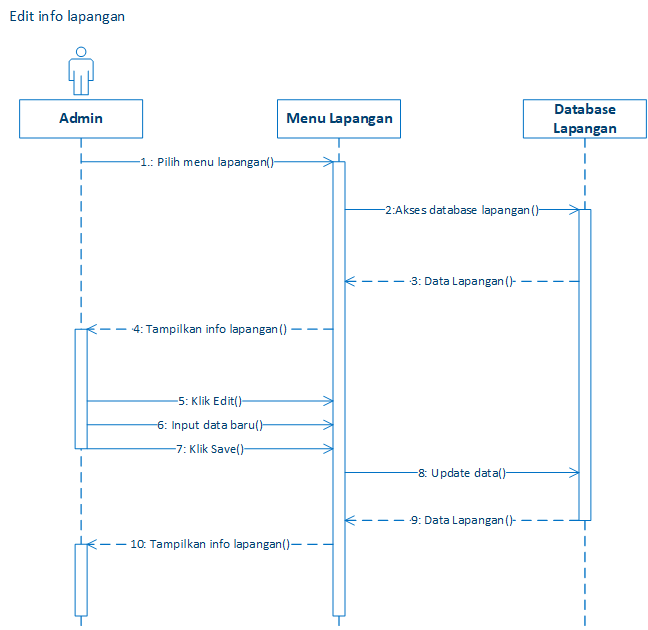 Edit info lapangan
Admin
Menu Lapangan
Database
Lapangan
1.: Pilih menu lapangan()
2:Akses database lapangan()
3: Data Lapangan()
4: Tampilkan info lapangan()
5: Klik Edit()
6: Input data baru()
7: Klik Save()
8: Update data()
9: Data Lapangan()
10: Tampilkan info lapangan()